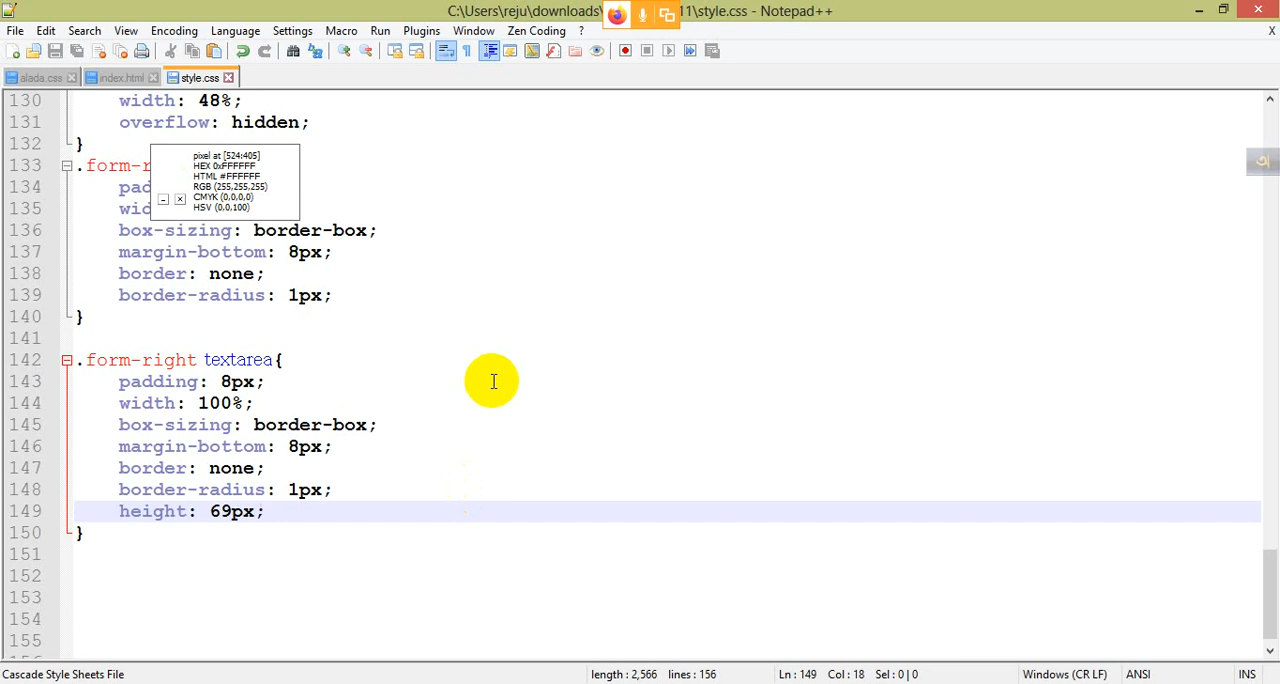 C:\Users\reju\downloads\ 11\style.css - Notepad++
File Edit Search View Encoding Language Settings Macro Run Plugins Window Zen Coding ? X
alada.css index.html style.css
130 width: 48%;
131 overflow: hidden;
132 }
133 .form-r
134 pad
135 wid
pixel at [524:405]
HEX 0xFFFFFF
HTML #FFFFFF
RGB (255,255,255)
CMYK (0,0,0,0)
HSV (0,0,100)
136 box-sizing: border-box;
137 margin-bottom: 8px;
138 border: none;
139 border-radius: 1px;
140 }
141
142 .form-right textarea{
143 padding: 8px;
144 width: 100%;
145 box-sizing: border-box;
146 margin-bottom: 8px;
147 border: none;
148 border-radius: 1px;
149 height: 69px;
150 }
151
152
153
154
155
অ
Cascade Style Sheets File length : 2,566 lines : 156 Ln : 149 Col : 18 Sel : 0 | 0 Windows (CR LF) ANSI INS